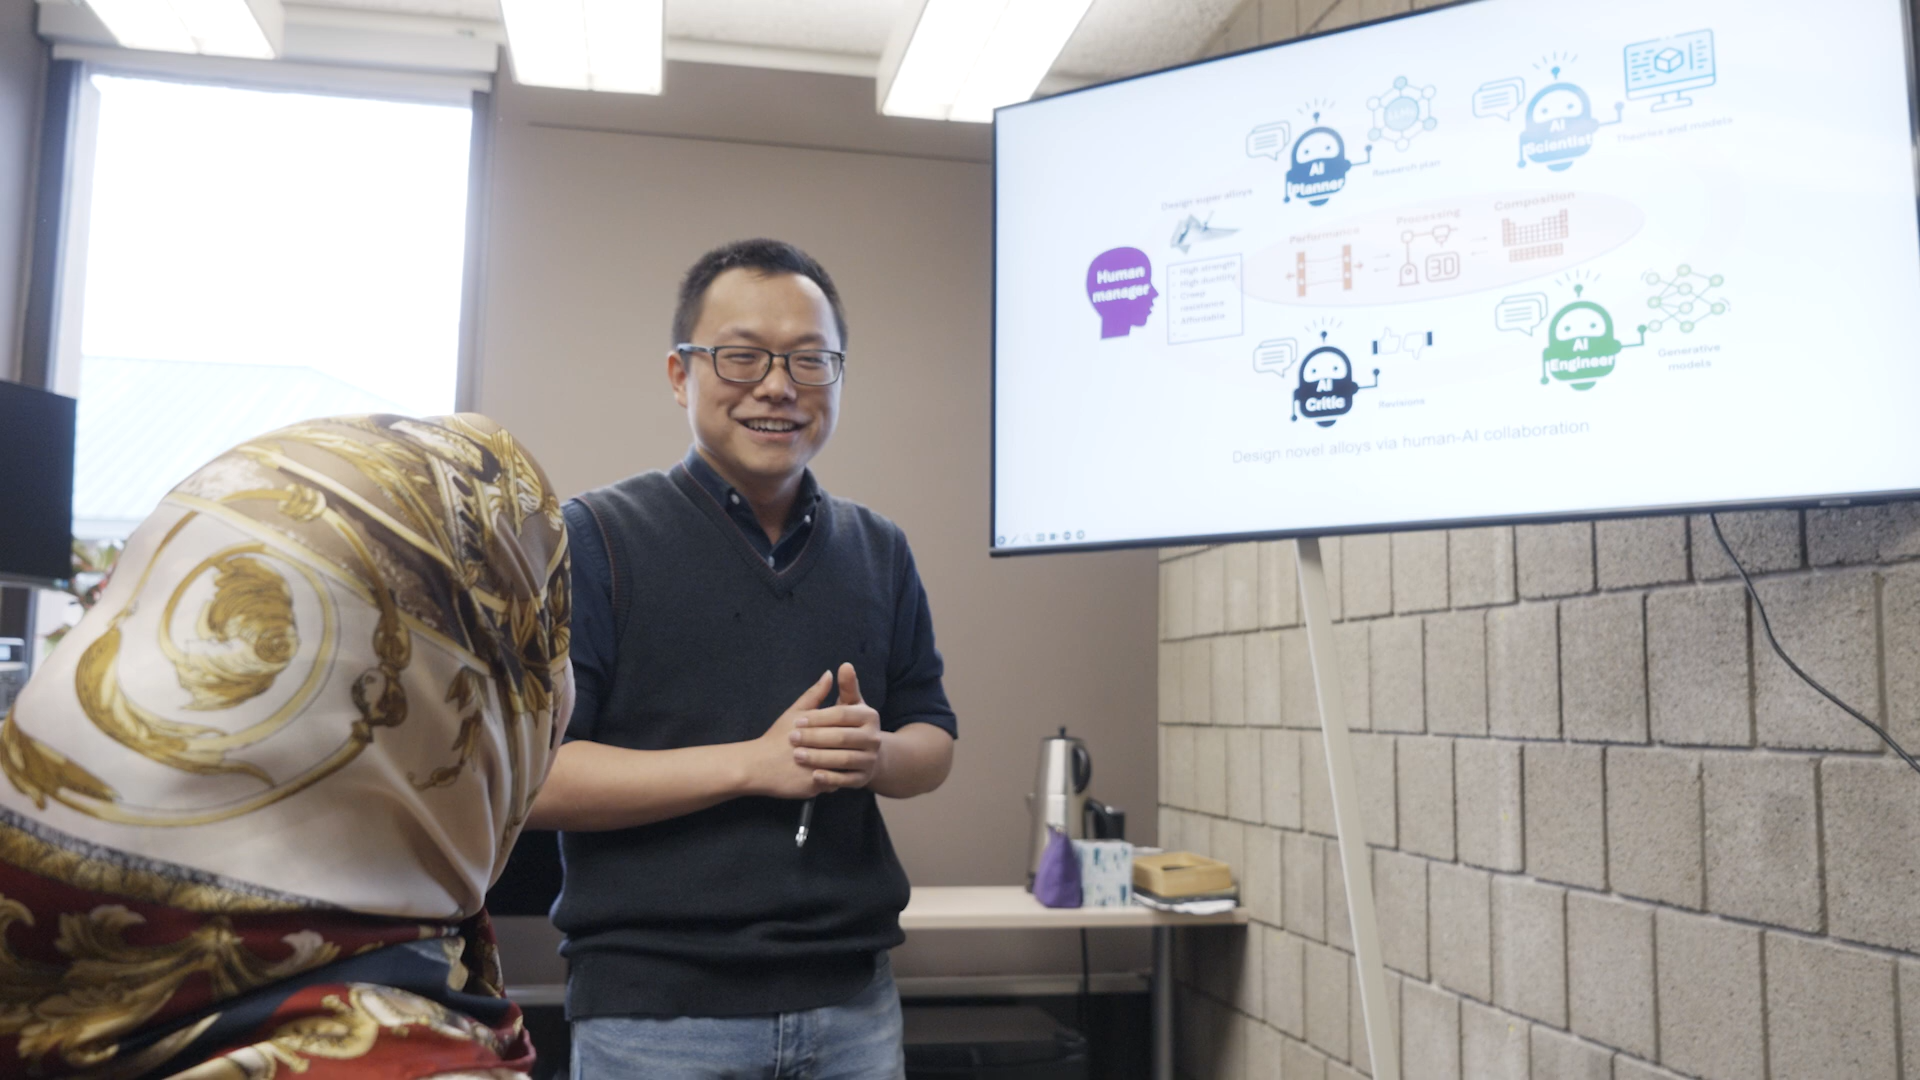 AI
Planner
Research plan
AI
Scientist
Theories and models
Design super alloys
Human
manager
- High strength
- High ductility
- Creep
resistance
- Affordable
Performance
Processing
Composition
3D
AI
Critic
Revisions
AI
Engineer
Generative
models
Design novel alloys via human-AI collaboration